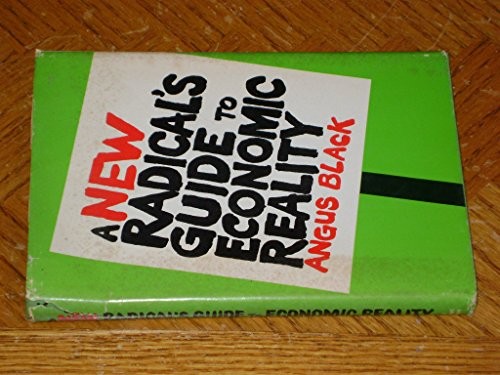 A NEW
RADICAL'S
GUIDE TO
ECONOMIC
REALITY
ANGUS BLACK
RADICAL'S GUIDE ECONOMIC REALITY